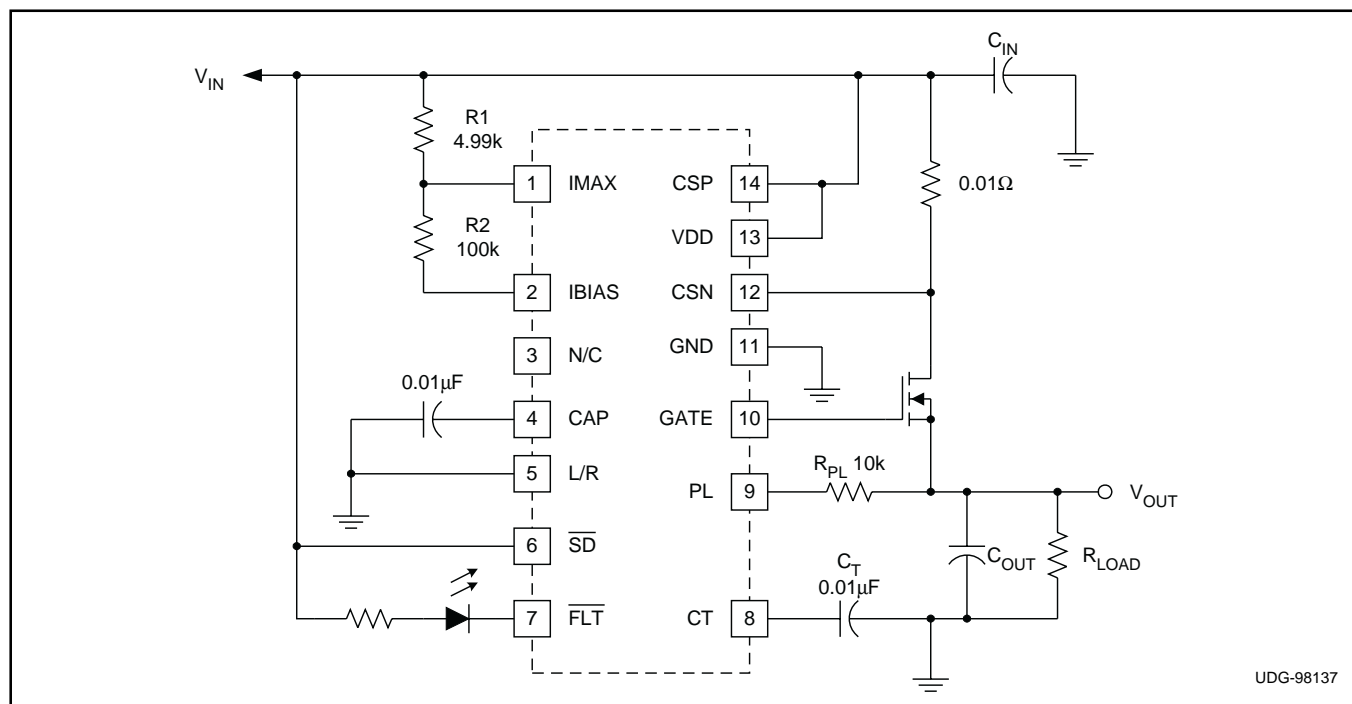 C_IN
V_IN
R1
4.99k
1 IMAX CSP 14
0.01Ω
R2
100k
VDD 13
2 IBIAS CSN 12
3 N/C GND 11
0.01µF
4 CAP GATE 10
R_PL 10k
5 L/R PL 9
V_OUT
6 S̅D̅
C_OUT R_LOAD
C_T
0.01µF
7 F̅L̅T̅ CT 8
UDG-98137